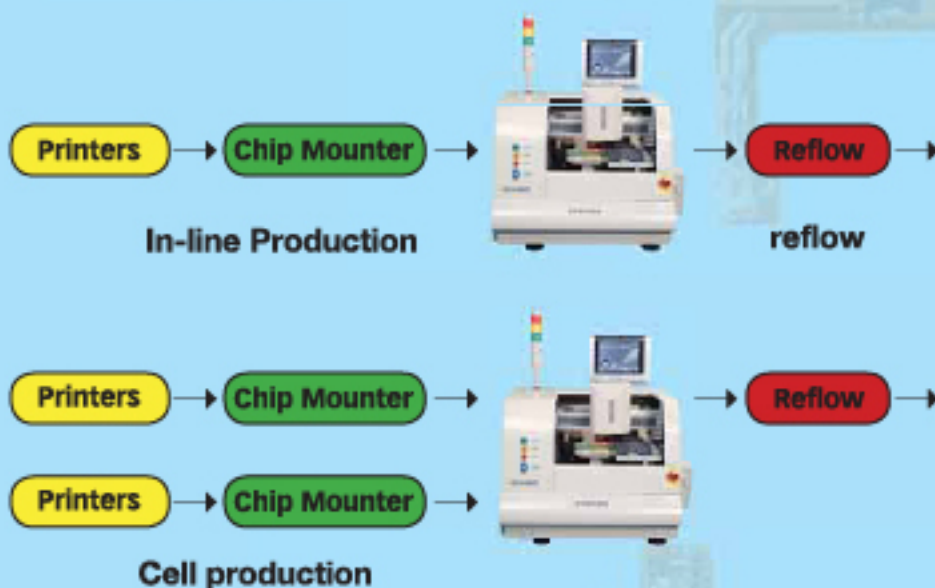 Printers Chip Mounter Reflow
In-line Production reflow
Printers Chip Mounter Reflow
Printers Chip Mounter
Cell production